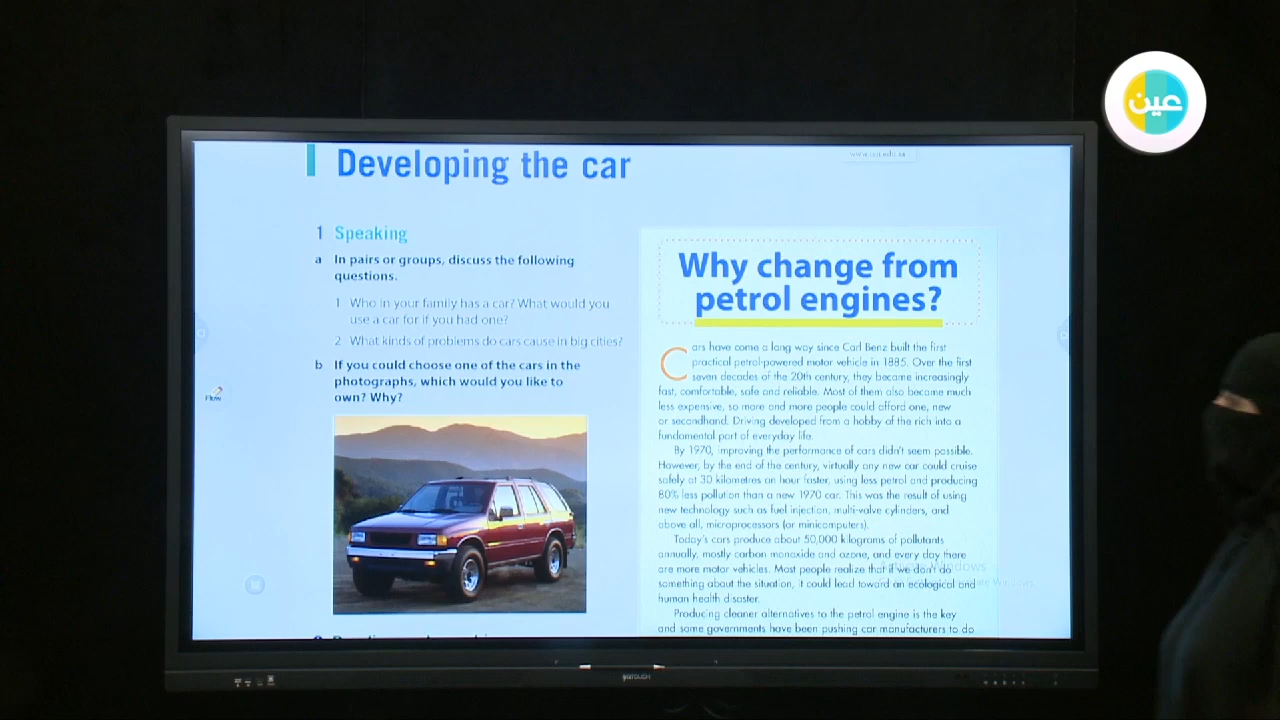 عين
Developing the car
1 Speaking
a In pairs or groups, discuss the following
questions.
1 Who in your family has a car? What would you
use a car for if you had one?
2 What kinds of problems do cars cause in big cities?
b If you could choose one of the cars in the
photographs, which would you like to
own? Why?
Flow
Why change from
petrol engines?
Cars have come a long way since Carl Benz built the first
practical petrol-powered motor vehicle in 1885. Over the first
seven decades of the 20th century, they became increasingly
fast, comfortable, safe and reliable. Most of them also became much
less expensive, so more and more people could afford one, new
or secondhand. Driving developed from a hobby of the rich into a
fundamental part of everyday life.
By 1970, improving the performance of cars didn't seem possible.
However, by the end of the century, virtually any new car could cruise
safely at 30 kilometres an hour faster, using less petrol and producing
80% less pollution than a new 1970 car. This was the result of using
new technology such as fuel injection, multi-valve cylinders, and
above all, microprocessors (or minicomputers).
Today's cars produce about 50,000 kilograms of pollutants
annually, mostly carbon monoxide and ozone, and every day there
are more motor vehicles. Most people realize that if we don't do
something about the situation, it could lead toward an ecological and
human health disaster.
Producing cleaner alternatives to the petrol engine is the key
and some governments have been pushing car manufacturers to do
Activate Windows